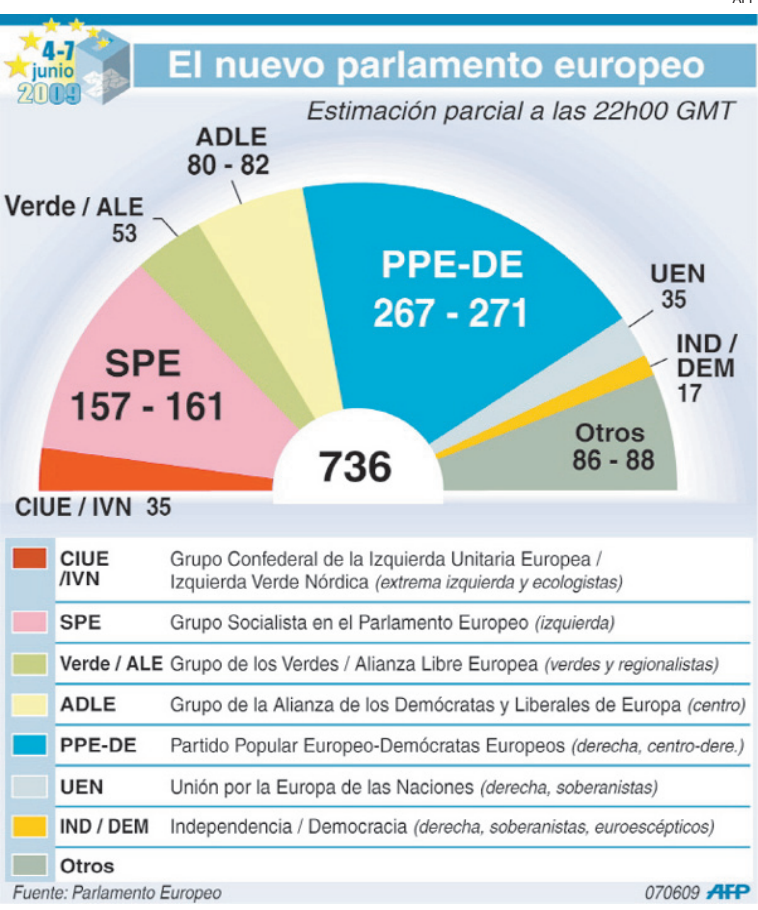 4-7
junio
2009
El nuevo parlamento europeo
Estimación parcial a las 22h00 GMT
ADLE
80 - 82
Verde / ALE
53
PPE-DE
267 - 271
UEN
35
IND /
DEM
17
SPE
157 - 161
Otros
86 - 88
736
CIUE / IVN 35
CIUE
/IVN
Grupo Confederal de la Izquierda Unitaria Europea /
Izquierda Verde Nórdica (extrema izquierda y ecologistas)
SPE Grupo Socialista en el Parlamento Europeo (izquierda)
Verde / ALE Grupo de los Verdes / Alianza Libre Europea (verdes y regionalistas)
ADLE Grupo de la Alianza de los Demócratas y Liberales de Europa (centro)
PPE-DE Partido Popular Europeo-Demócratas Europeos (derecha, centro-dere.)
UEN Unión por la Europa de las Naciones (derecha, soberanistas)
IND / DEM Independencia / Democracia (derecha, soberanistas, euroescépticos)
Otros
Fuente: Parlamento Europeo 070609 AFP